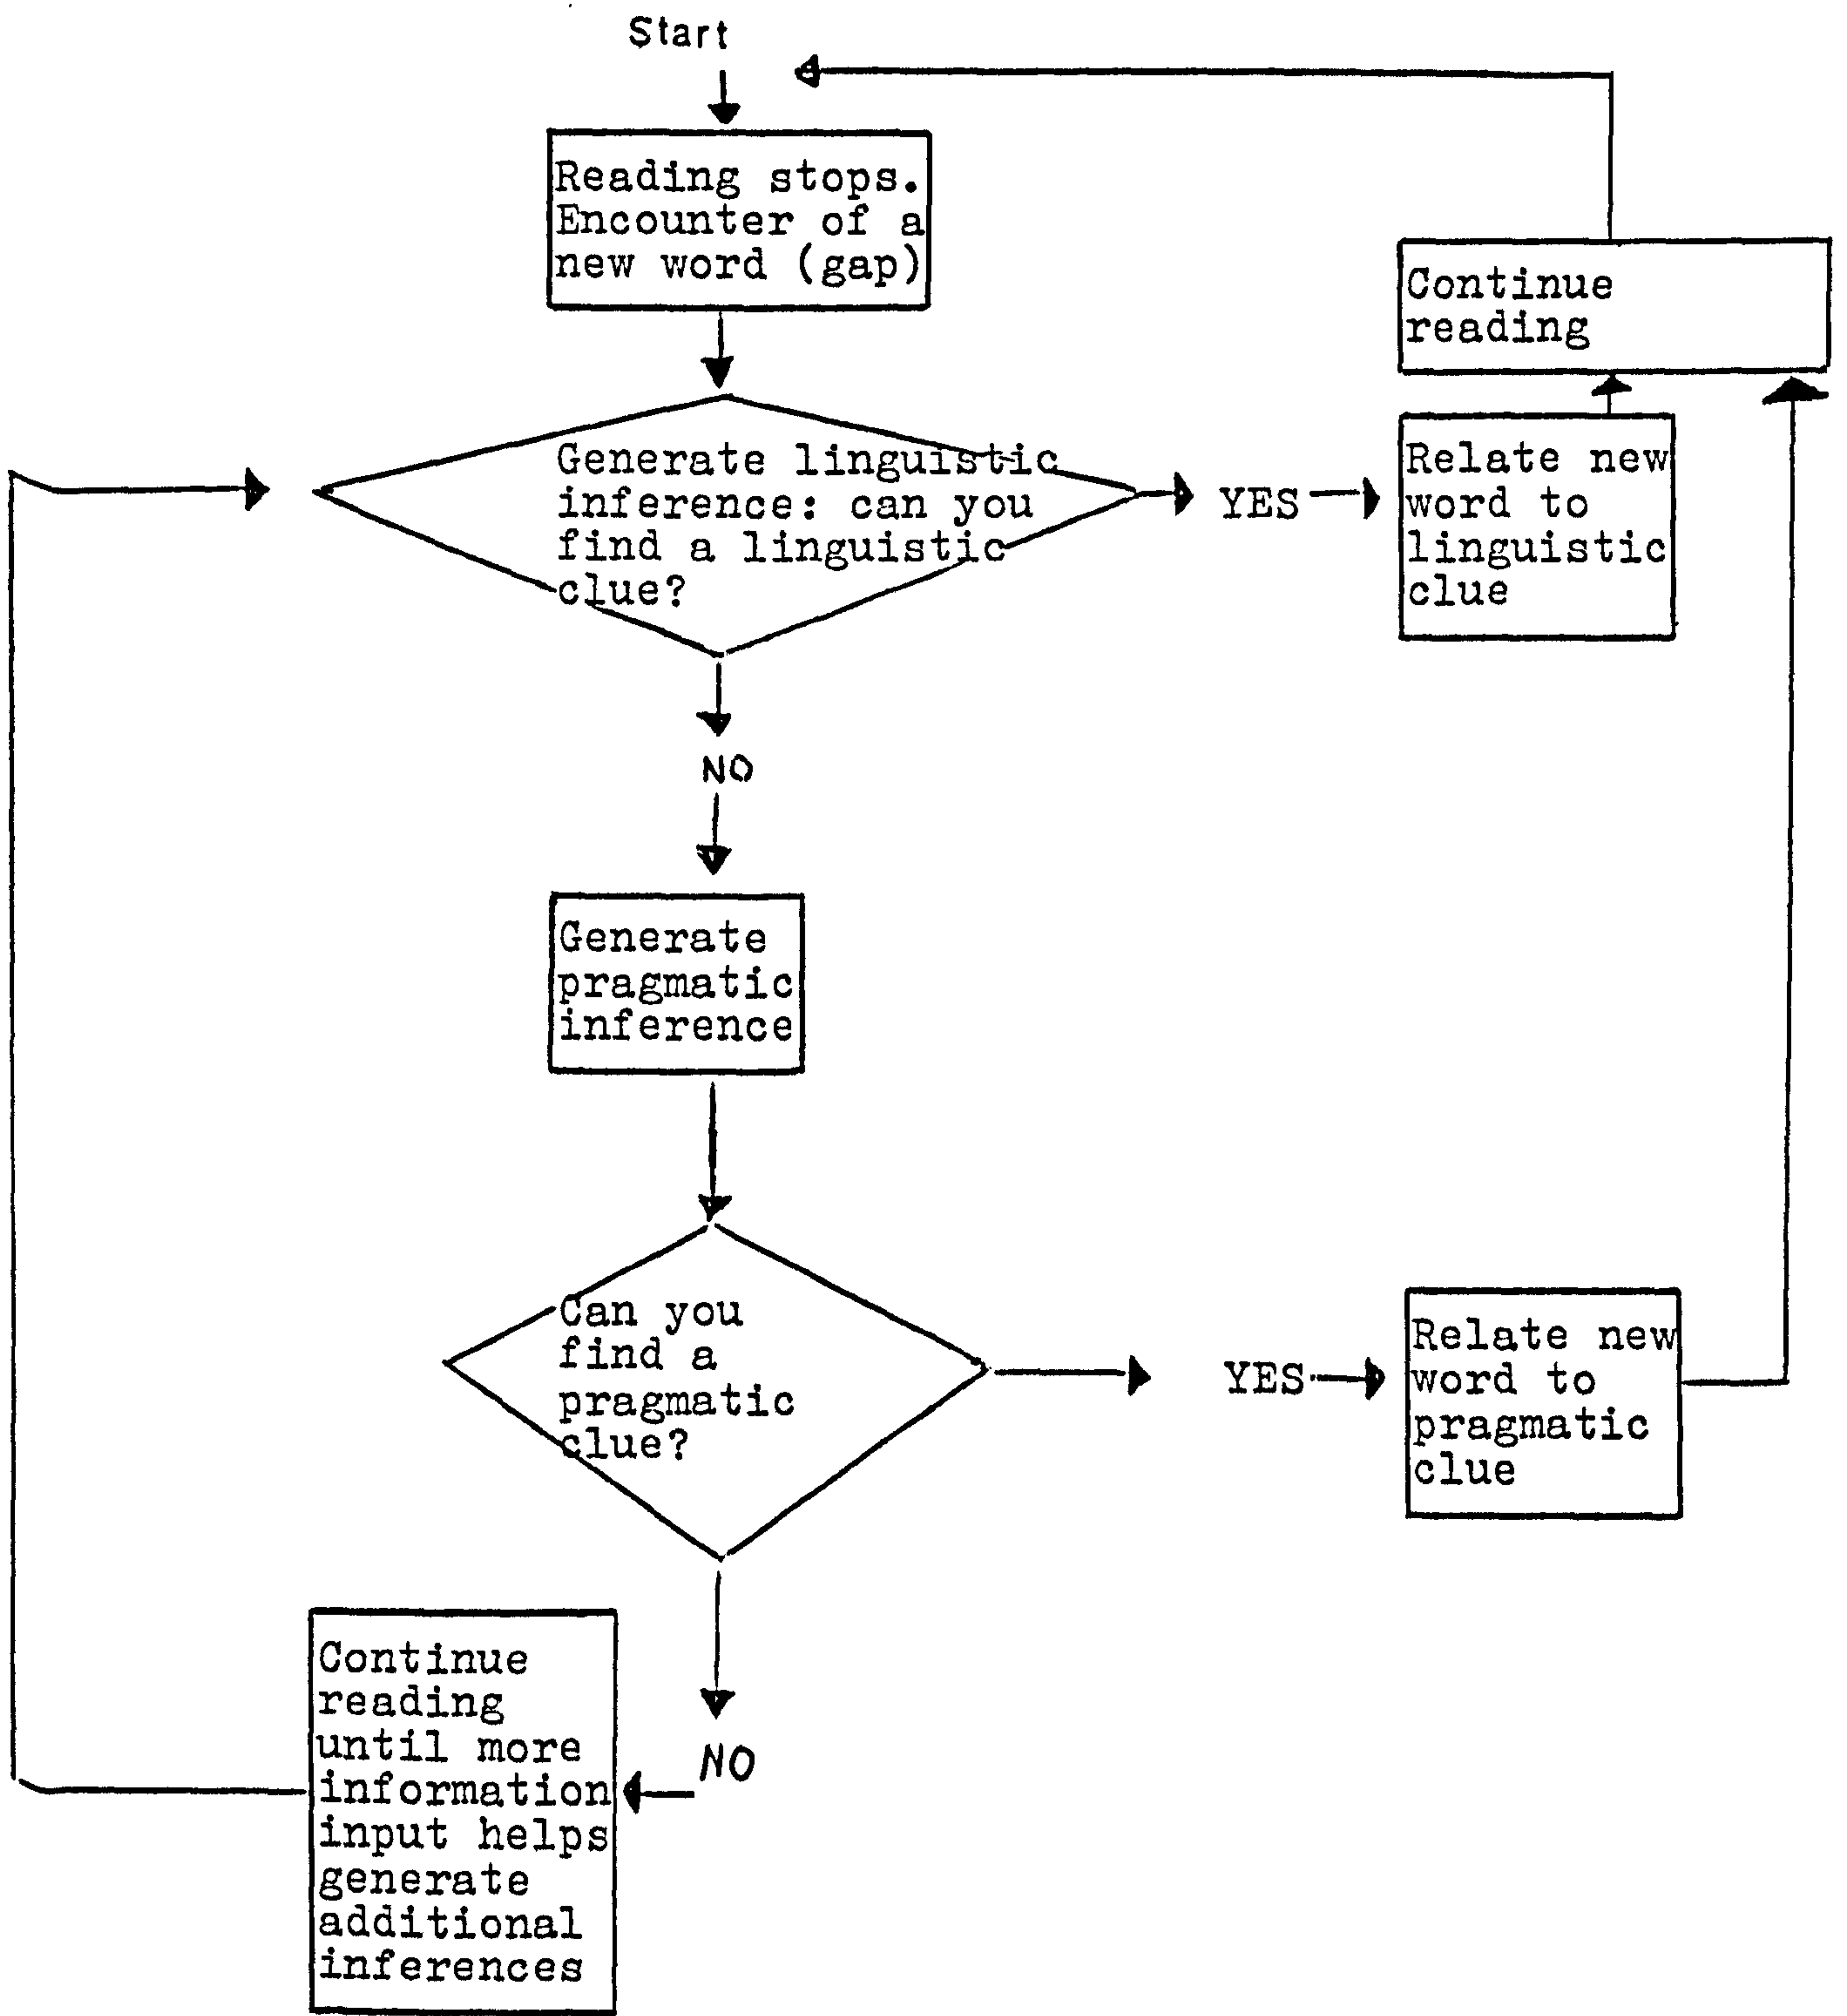 Start
Reading stops.
Encounter of a
new word (gap)
Continue
reading
Generate linguistic
inference: can you
find a linguistic
clue?
YES
Relate new
word to
linguistic
clue
NO
Generate
pragmatic
inference
Can you
find a
pragmatic
clue?
YES
Relate new
word to
pragmatic
clue
NO
Continue
reading
until more
information
input helps
generate
additional
inferences